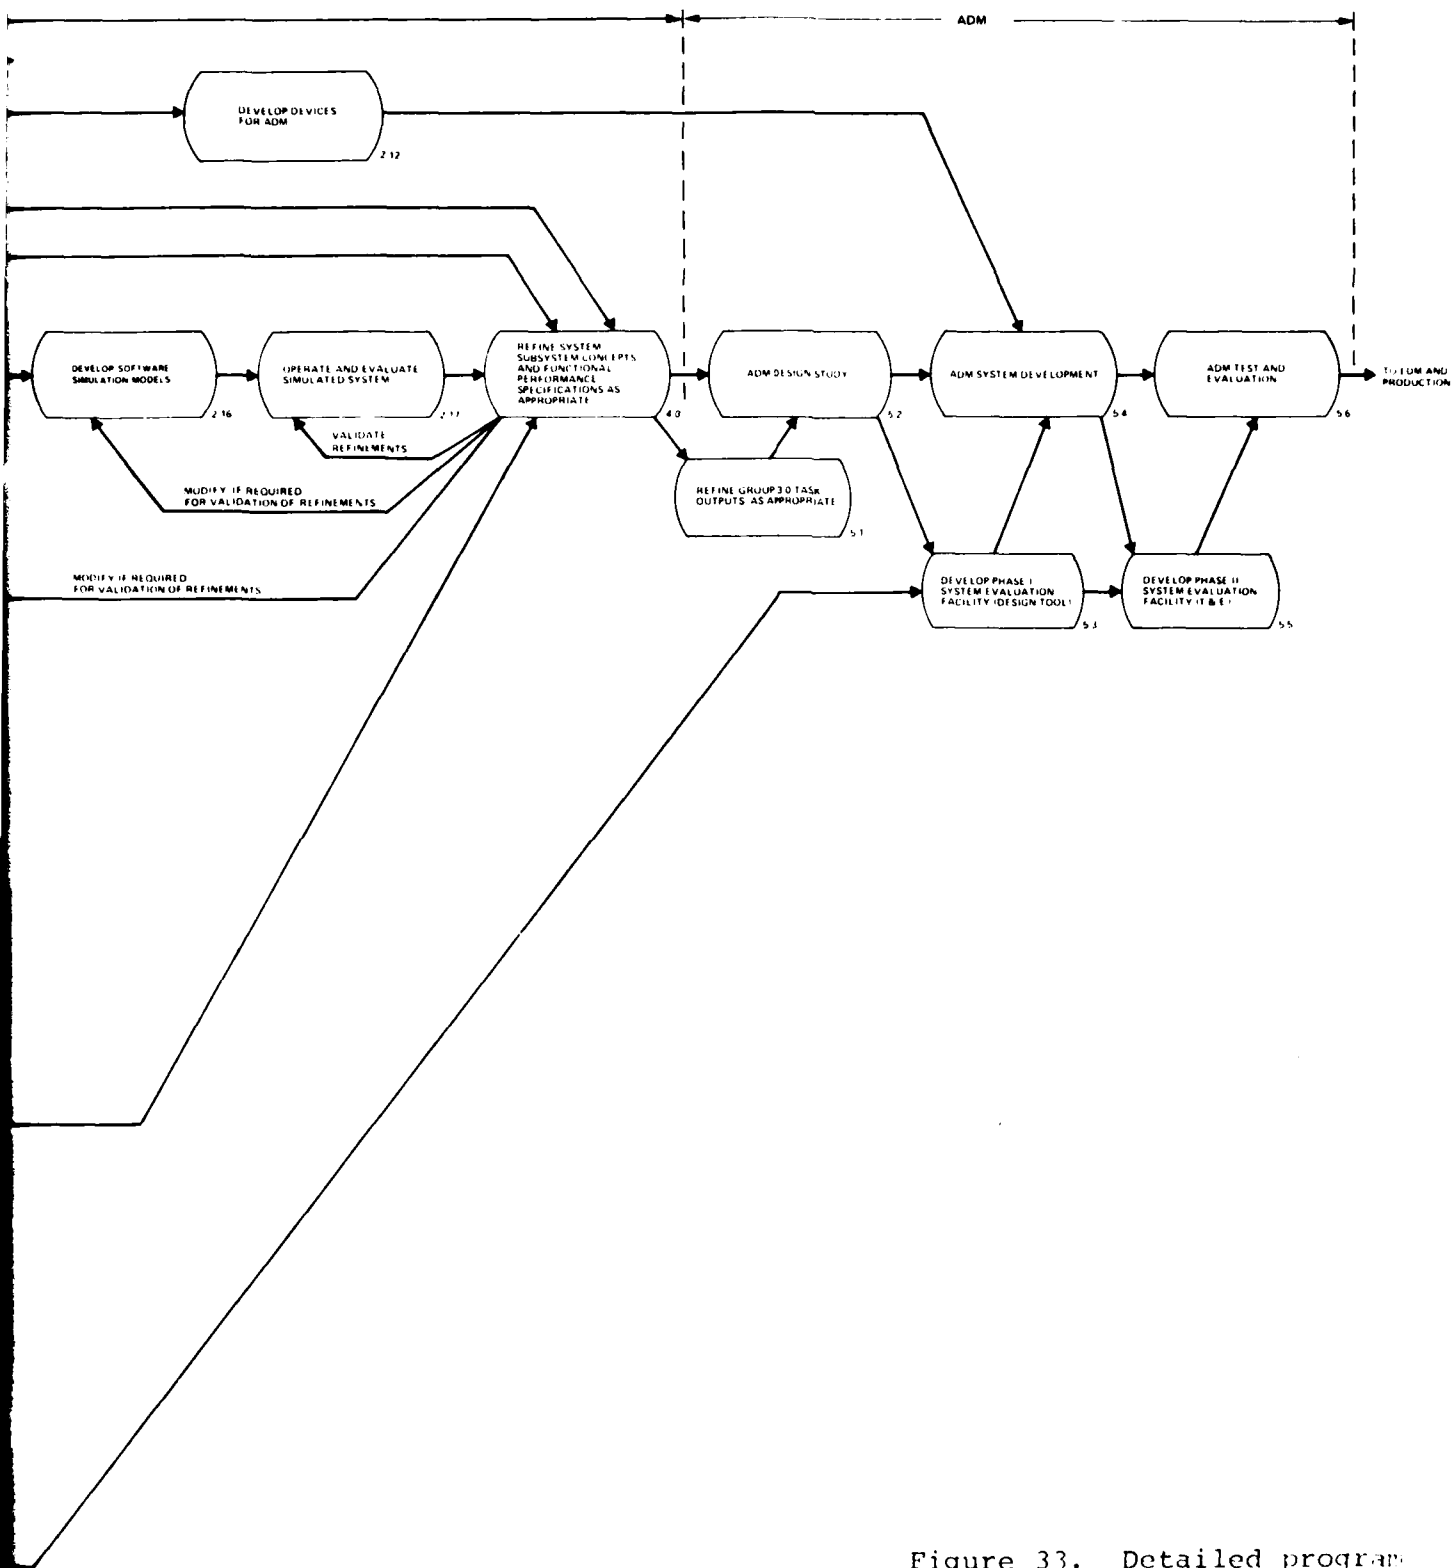 ADM
DEVELOP DEVICES
FOR ADM
2.12
DEVELOP SOFTWARE
SIMULATION MODELS
2.16
OPERATE AND EVALUATE
SIMULATED SYSTEM
2.17
REFINE SYSTEM
SUBSYSTEM CONCEPTS
AND FUNCTIONAL
PERFORMANCE
SPECIFICATIONS AS
APPROPRIATE
4.0
ADM DESIGN STUDY
5.2
ADM SYSTEM DEVELOPMENT
5.4
ADM TEST AND
EVALUATION
5.6
TO EDM AND
PRODUCTION
VALIDATE
REFINEMENTS
MODIFY IF REQUIRED
FOR VALIDATION OF REFINEMENTS
REFINE GROUP 3.0 TASK
OUTPUTS AS APPROPRIATE
5.1
MODIFY IF REQUIRED
FOR VALIDATION OF REFINEMENTS
DEVELOP PHASE I
SYSTEM EVALUATION
FACILITY (DESIGN TOOL)
5.3
DEVELOP PHASE II
SYSTEM EVALUATION
FACILITY (T & E)
5.5
Figure 33. Detailed program